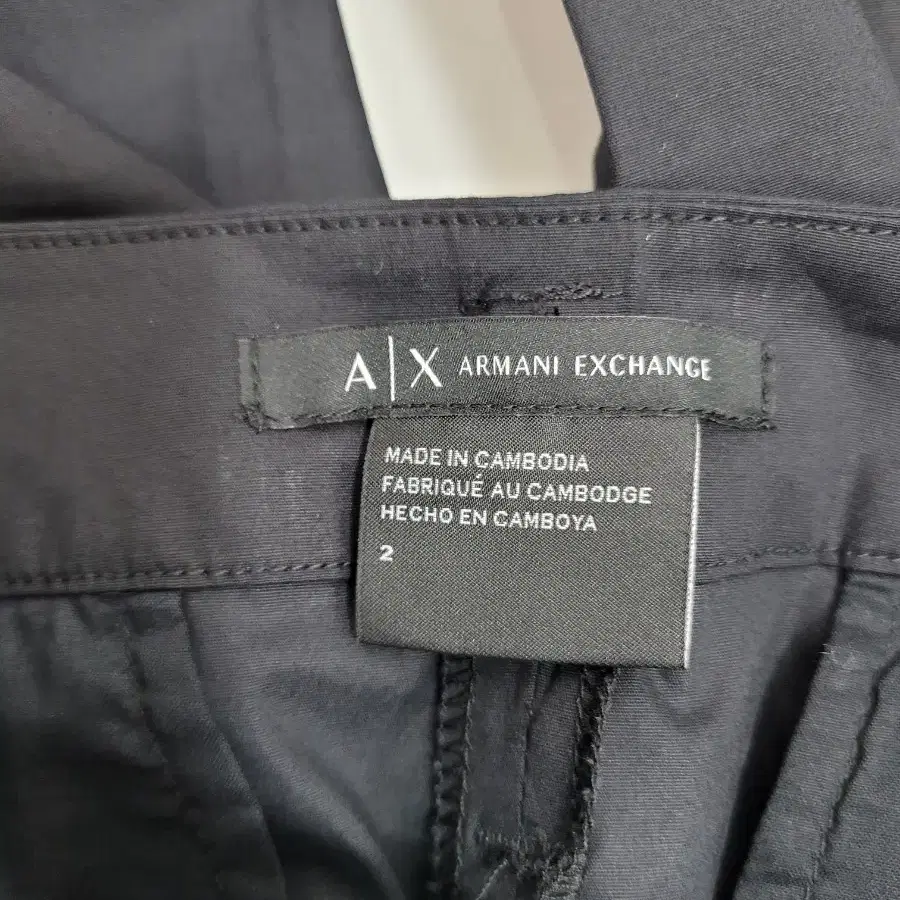 A|X ARMANI EXCHANGE
MADE IN CAMBODIA
FABRIQUÉ AU CAMBODGE
HECHO EN CAMBOYA
2